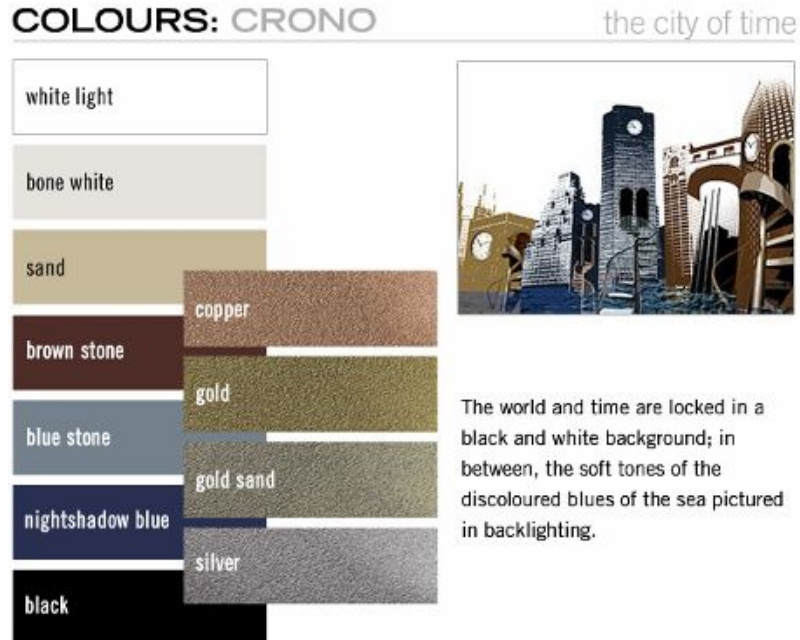 COLOURS: CRONO
the city of time
white light
bone white
sand
brown stone
blue stone
nightshadow blue
black
copper
gold
gold sand
silver
The world and time are locked in a
black and white background; in
between, the soft tones of the
discoloured blues of the sea pictured
in backlighting.